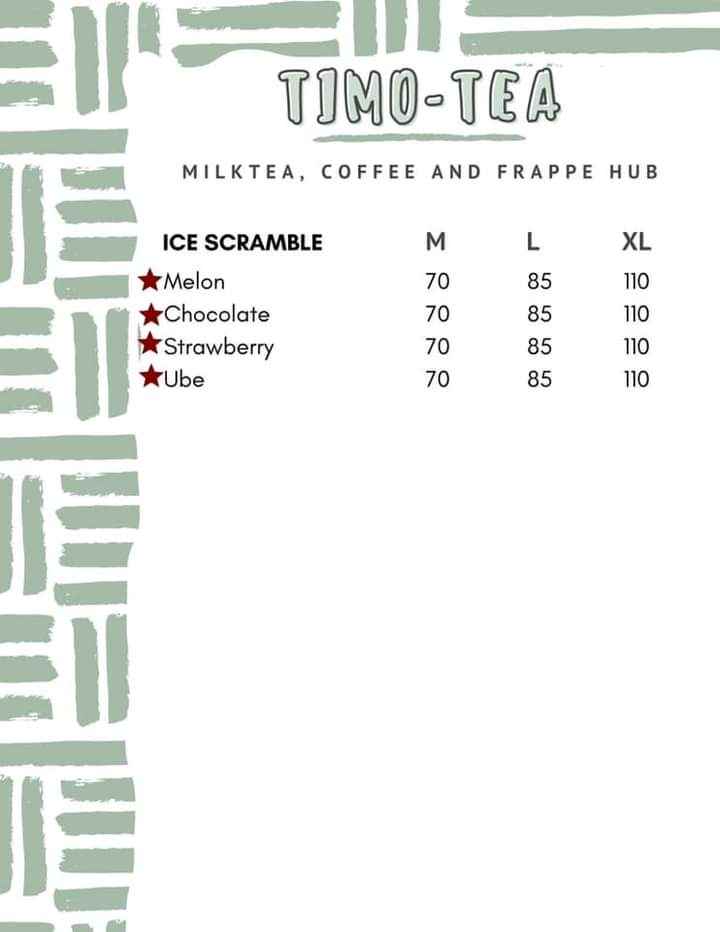 TIMO-TEA
MILKTEA, COFFEE AND FRAPPE HUB
ICE SCRAMBLE M L XL
Melon 70 85 110
Chocolate 70 85 110
Strawberry 70 85 110
Ube 70 85 110